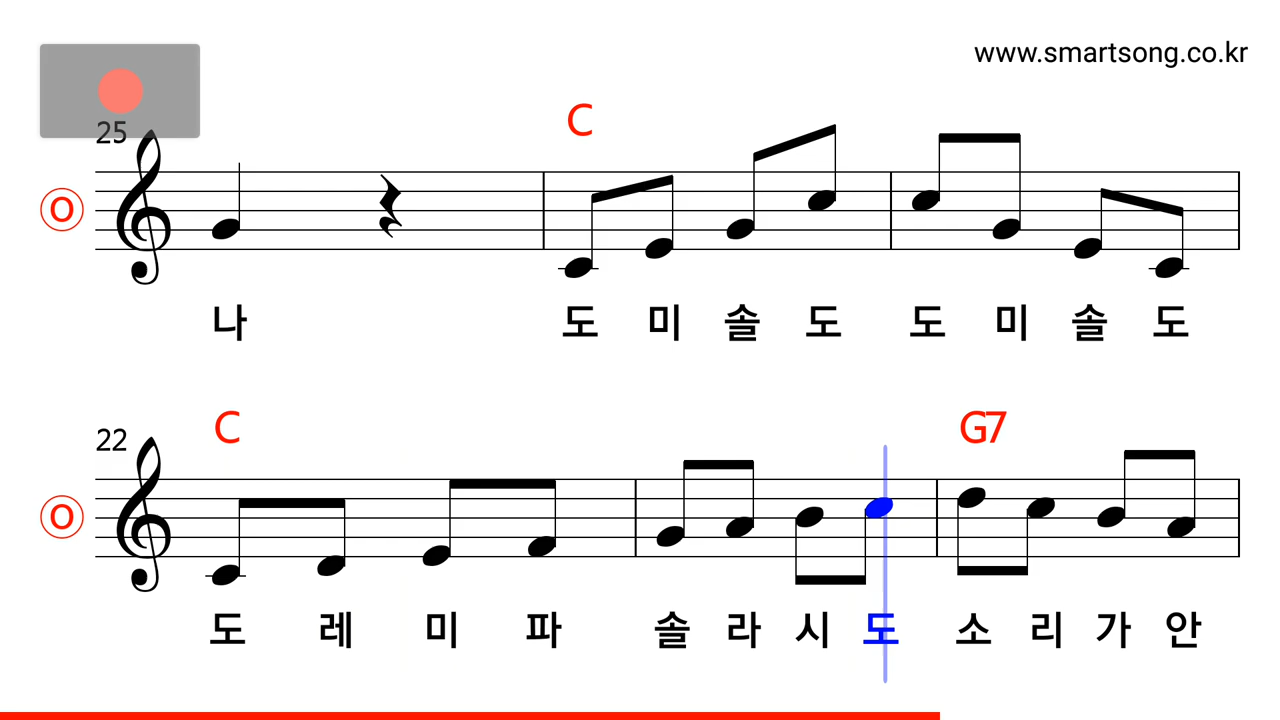 www.smartsong.co.kr
25
C
O
나 도 미 솔 도 도 미 솔 도
22
C G7
O
도 레 미 파 솔 라 시 도 소 리 가 안